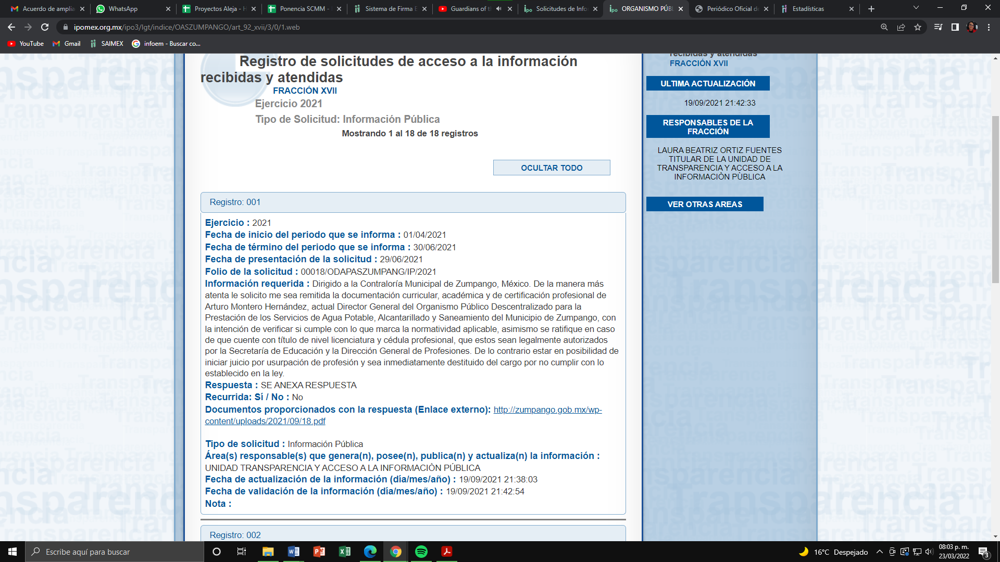 Acuerdo de amplia
WhatsApp
Proyectos Aleja - H
Ponencia SCMM -
Sistema de Firma E
Guardians of t
Solicitudes de Info
ORGANISMO PÚBL
Periódico Oficial de
Estadísticas
ipomex.org.mx/ipo3/lgt/indice/OASZUMPANGO/art_92_xvii/3/0/1.web
YouTube
Gmail
SAIMEX
infoem - Buscar co...
Registro de solicitudes de acceso a la información
recibidas y atendidas
FRACCIÓN XVII
Ejercicio 2021
Tipo de Solicitud: Información Pública
Mostrando 1 al 18 de 18 registros
OCULTAR TODO
Registro: 001
Ejercicio : 2021
Fecha de inicio del periodo que se informa : 01/04/2021
Fecha de término del periodo que se informa : 30/06/2021
Fecha de presentación de la solicitud : 29/06/2021
Folio de la solicitud : 00018/ODAPASZUMPANG/IP/2021
Información requerida : Dirigido a la Contraloría Municipal de Zumpango, México. De la manera más
atenta le solicito me sea remitida la documentación curricular, académica y de certificación profesional de
Arturo Montero Hernández, actual Director General del Organismo Público Descentralizado para la
Prestación de los Servicios de Agua Potable, Alcantarillado y Saneamiento del Municipio de Zumpango, con
la intención de verificar si cumple con lo que marca la normatividad aplicable, asimismo se ratifique en caso
de que cuente con título de nivel licenciatura y cédula profesional, que estos sean legalmente autorizados
por la Secretaría de Educación y la Dirección General de Profesiones. De lo contrario estar en posibilidad de
iniciar juicio por usurpación de profesión y sea inmediatamente destituido del cargo por no cumplir con lo
establecido en la ley.
Respuesta : SE ANEXA RESPUESTA
Recurrida: Sí / No : No
Documentos proporcionados con la respuesta (Enlace externo): http://zumpango.gob.mx/wp-
content/uploads/2021/09/18.pdf
Tipo de solicitud : Información Pública
Área(s) responsable(s) que genera(n), posee(n), publica(n) y actualiza(n) la información :
UNIDAD TRANSPARENCIA Y ACCESO A LA INFORMACIÒN PÚBLICA
Fecha de actualización de la información (día/mes/año) : 19/09/2021 21:38:03
Fecha de validación de la información (día/mes/año) : 19/09/2021 21:42:54
Nota :
Registro: 002
recibidas y atendidas
FRACCIÓN XVII
ULTIMA ACTUALIZACIÓN
19/09/2021 21:42:33
RESPONSABLES DE LA
FRACCIÓN
LAURA BEATRIZ ORTIZ FUENTES
TITULAR DE LA UNIDAD DE
TRANSPARENCIA Y ACCESO A LA
INFORMACIÒN PÙBLICA
VER OTRAS AREAS
Escribe aquí para buscar
16°C Despejado
08:03 p. m.
23/03/2022
3